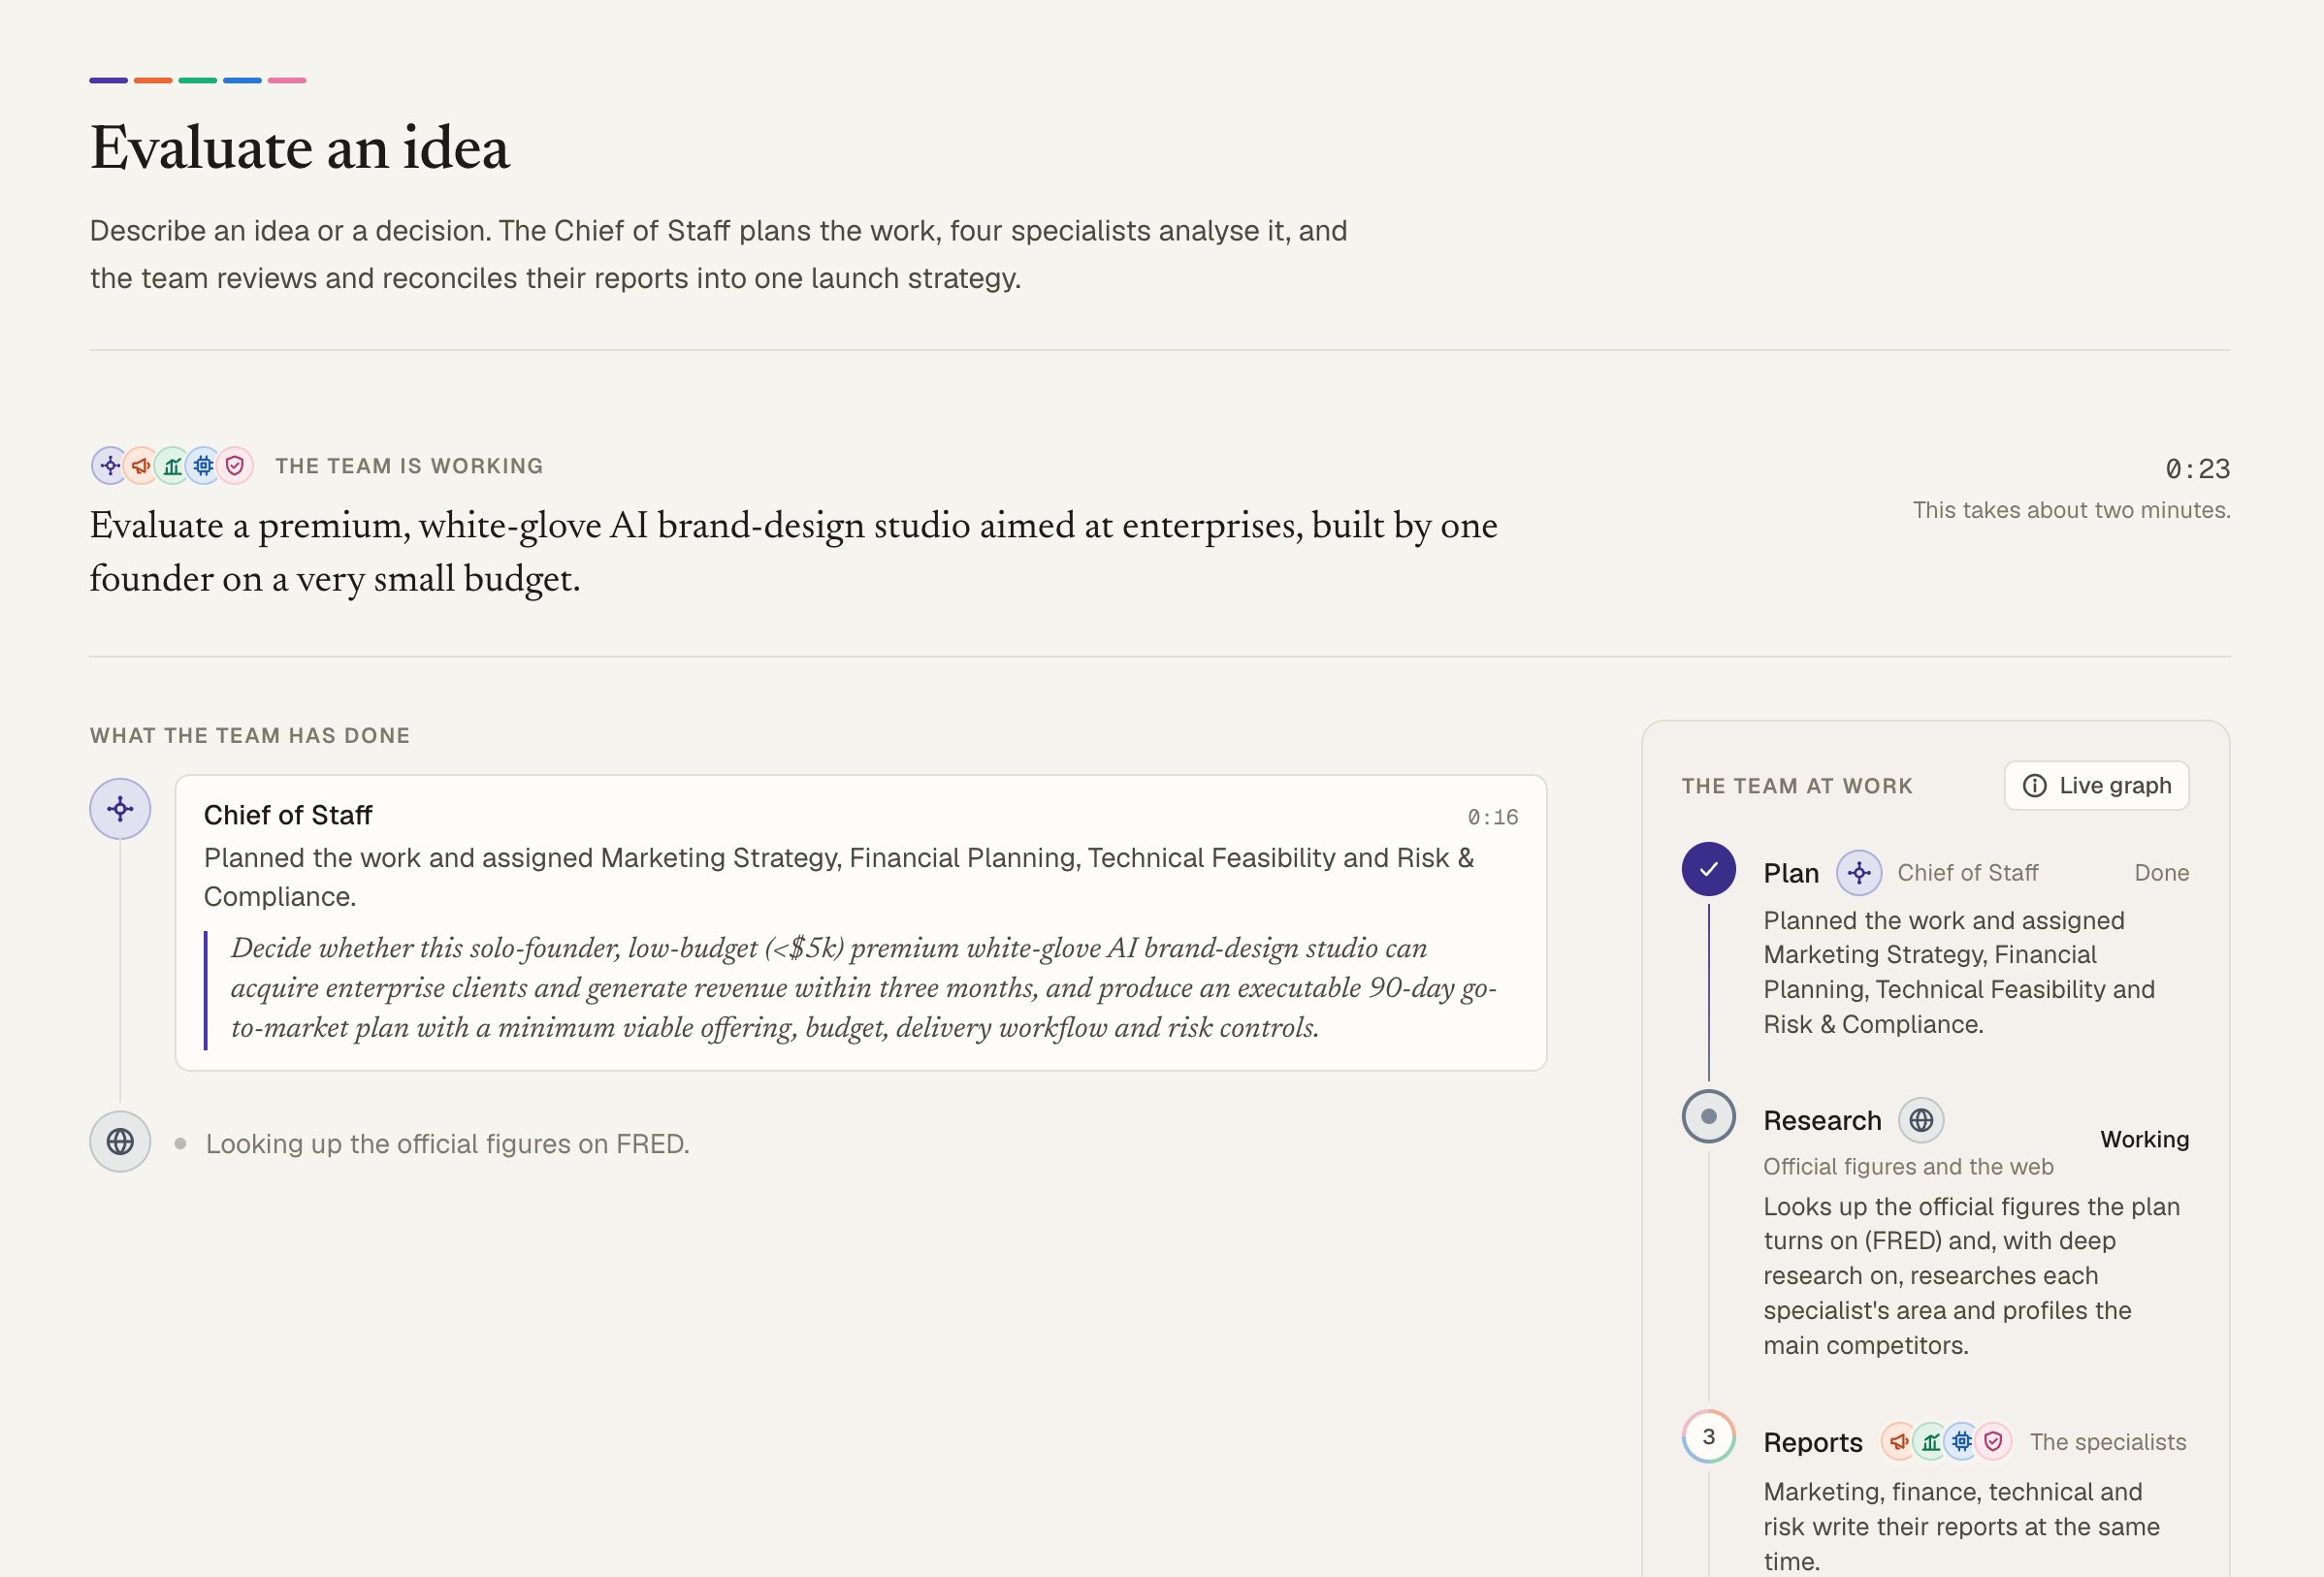 Evaluate an idea
Describe an idea or a decision. The Chief of Staff plans the work, four specialists analyse it, and
the team reviews and reconciles their reports into one launch strategy.
THE TEAM IS WORKING
0:23
This takes about two minutes.
Evaluate a premium, white-glove AI brand-design studio aimed at enterprises, built by one
founder on a very small budget.
WHAT THE TEAM HAS DONE
Chief of Staff
0:16
Planned the work and assigned Marketing Strategy, Financial Planning, Technical Feasibility and Risk &
Compliance.
Decide whether this solo-founder, low-budget (<$5k) premium white-glove AI brand-design studio can
acquire enterprise clients and generate revenue within three months, and produce an executable 90-day go-
to-market plan with a minimum viable offering, budget, delivery workflow and risk controls.
Looking up the official figures on FRED.
THE TEAM AT WORK
Live graph
Plan
Chief of Staff
Done
Planned the work and assigned
Marketing Strategy, Financial
Planning, Technical Feasibility and
Risk & Compliance.
Research
Working
Official figures and the web
Looks up the official figures the plan
turns on (FRED) and, with deep
research on, researches each
specialist's area and profiles the
main competitors.
3
Reports
The specialists
Marketing, finance, technical and
risk write their reports at the same
time.